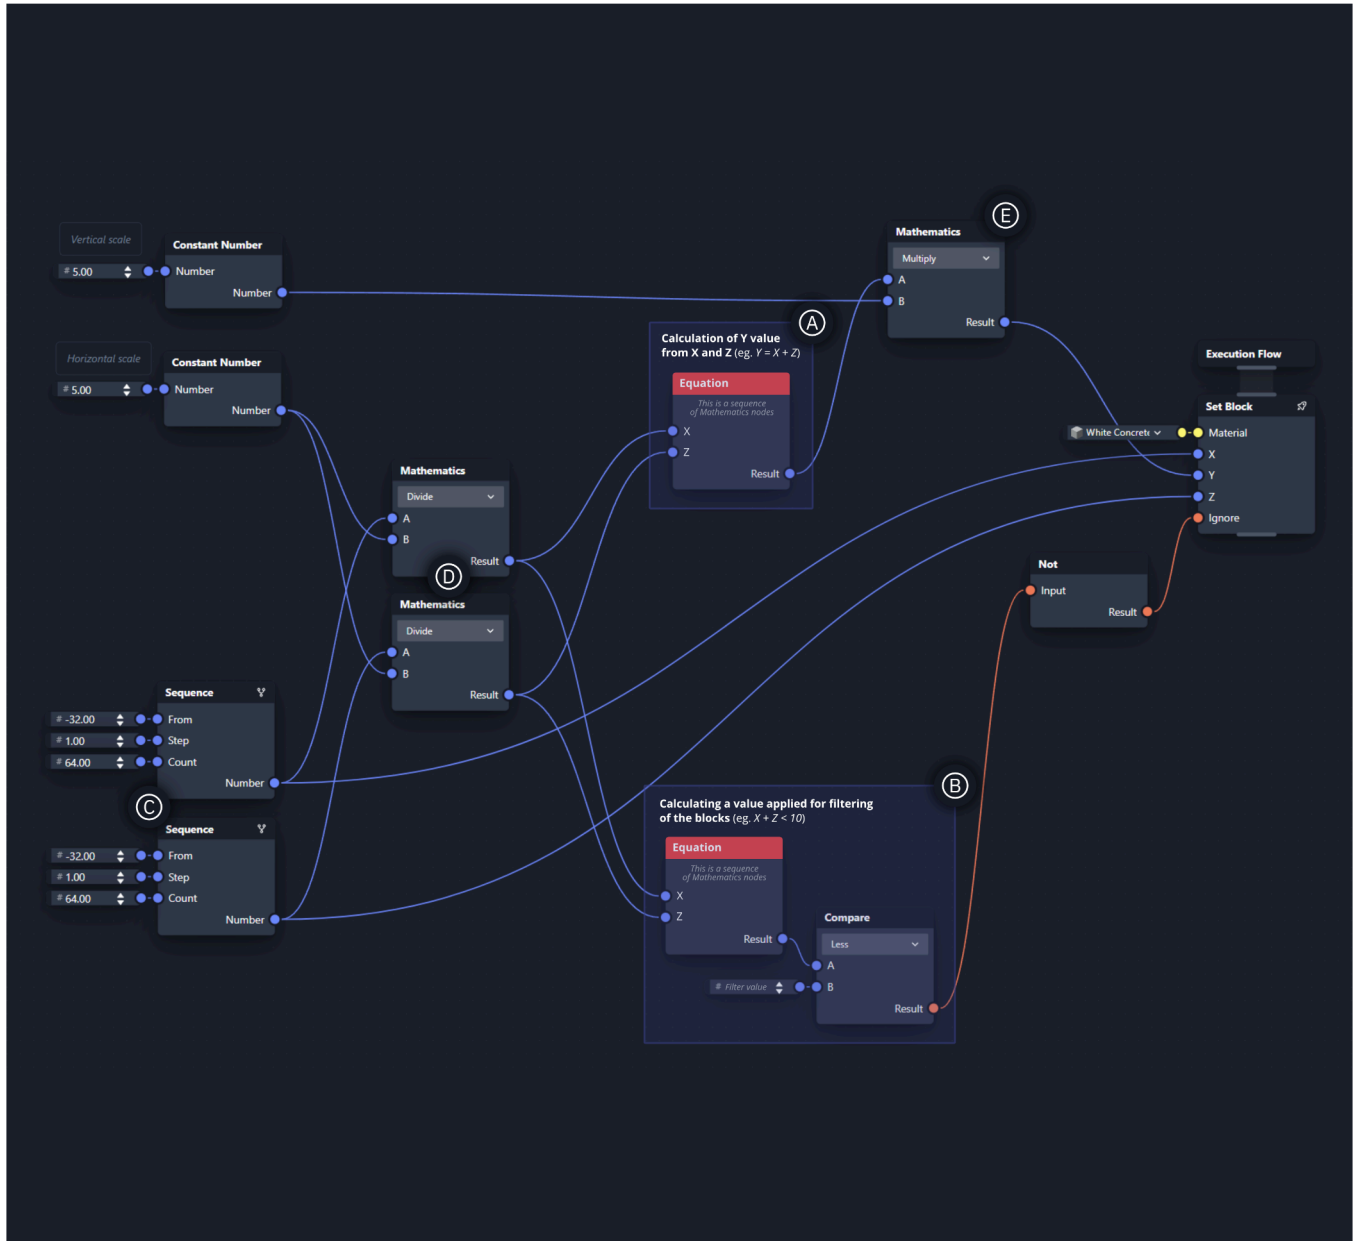 Vertical scale
Constant Number
# 5.00
Number
Number
Horizontal scale
Constant Number
# 5.00
Number
Number
E
Mathematics
Multiply
A
B
Result
A
Calculation of Y value
from X and Z (eg. Y = X + Z)
Equation
This is a sequence
of Mathematics nodes
X
Z
Result
Execution Flow
Set Block
White Concrete
Material
X
Y
Z
Ignore
Mathematics
Divide
A
B
Result
D
Mathematics
Divide
A
B
Result
Not
Input
Result
Sequence
# -32.00
From
# 1.00
Step
# 64.00
Count
Number
C
Sequence
# -32.00
From
# 1.00
Step
# 64.00
Count
Number
B
Calculating a value applied for filtering
of the blocks (eg. X + Z < 10)
Equation
This is a sequence
of Mathematics nodes
X
Z
Result
Compare
Less
A
# Filter value
B
Result